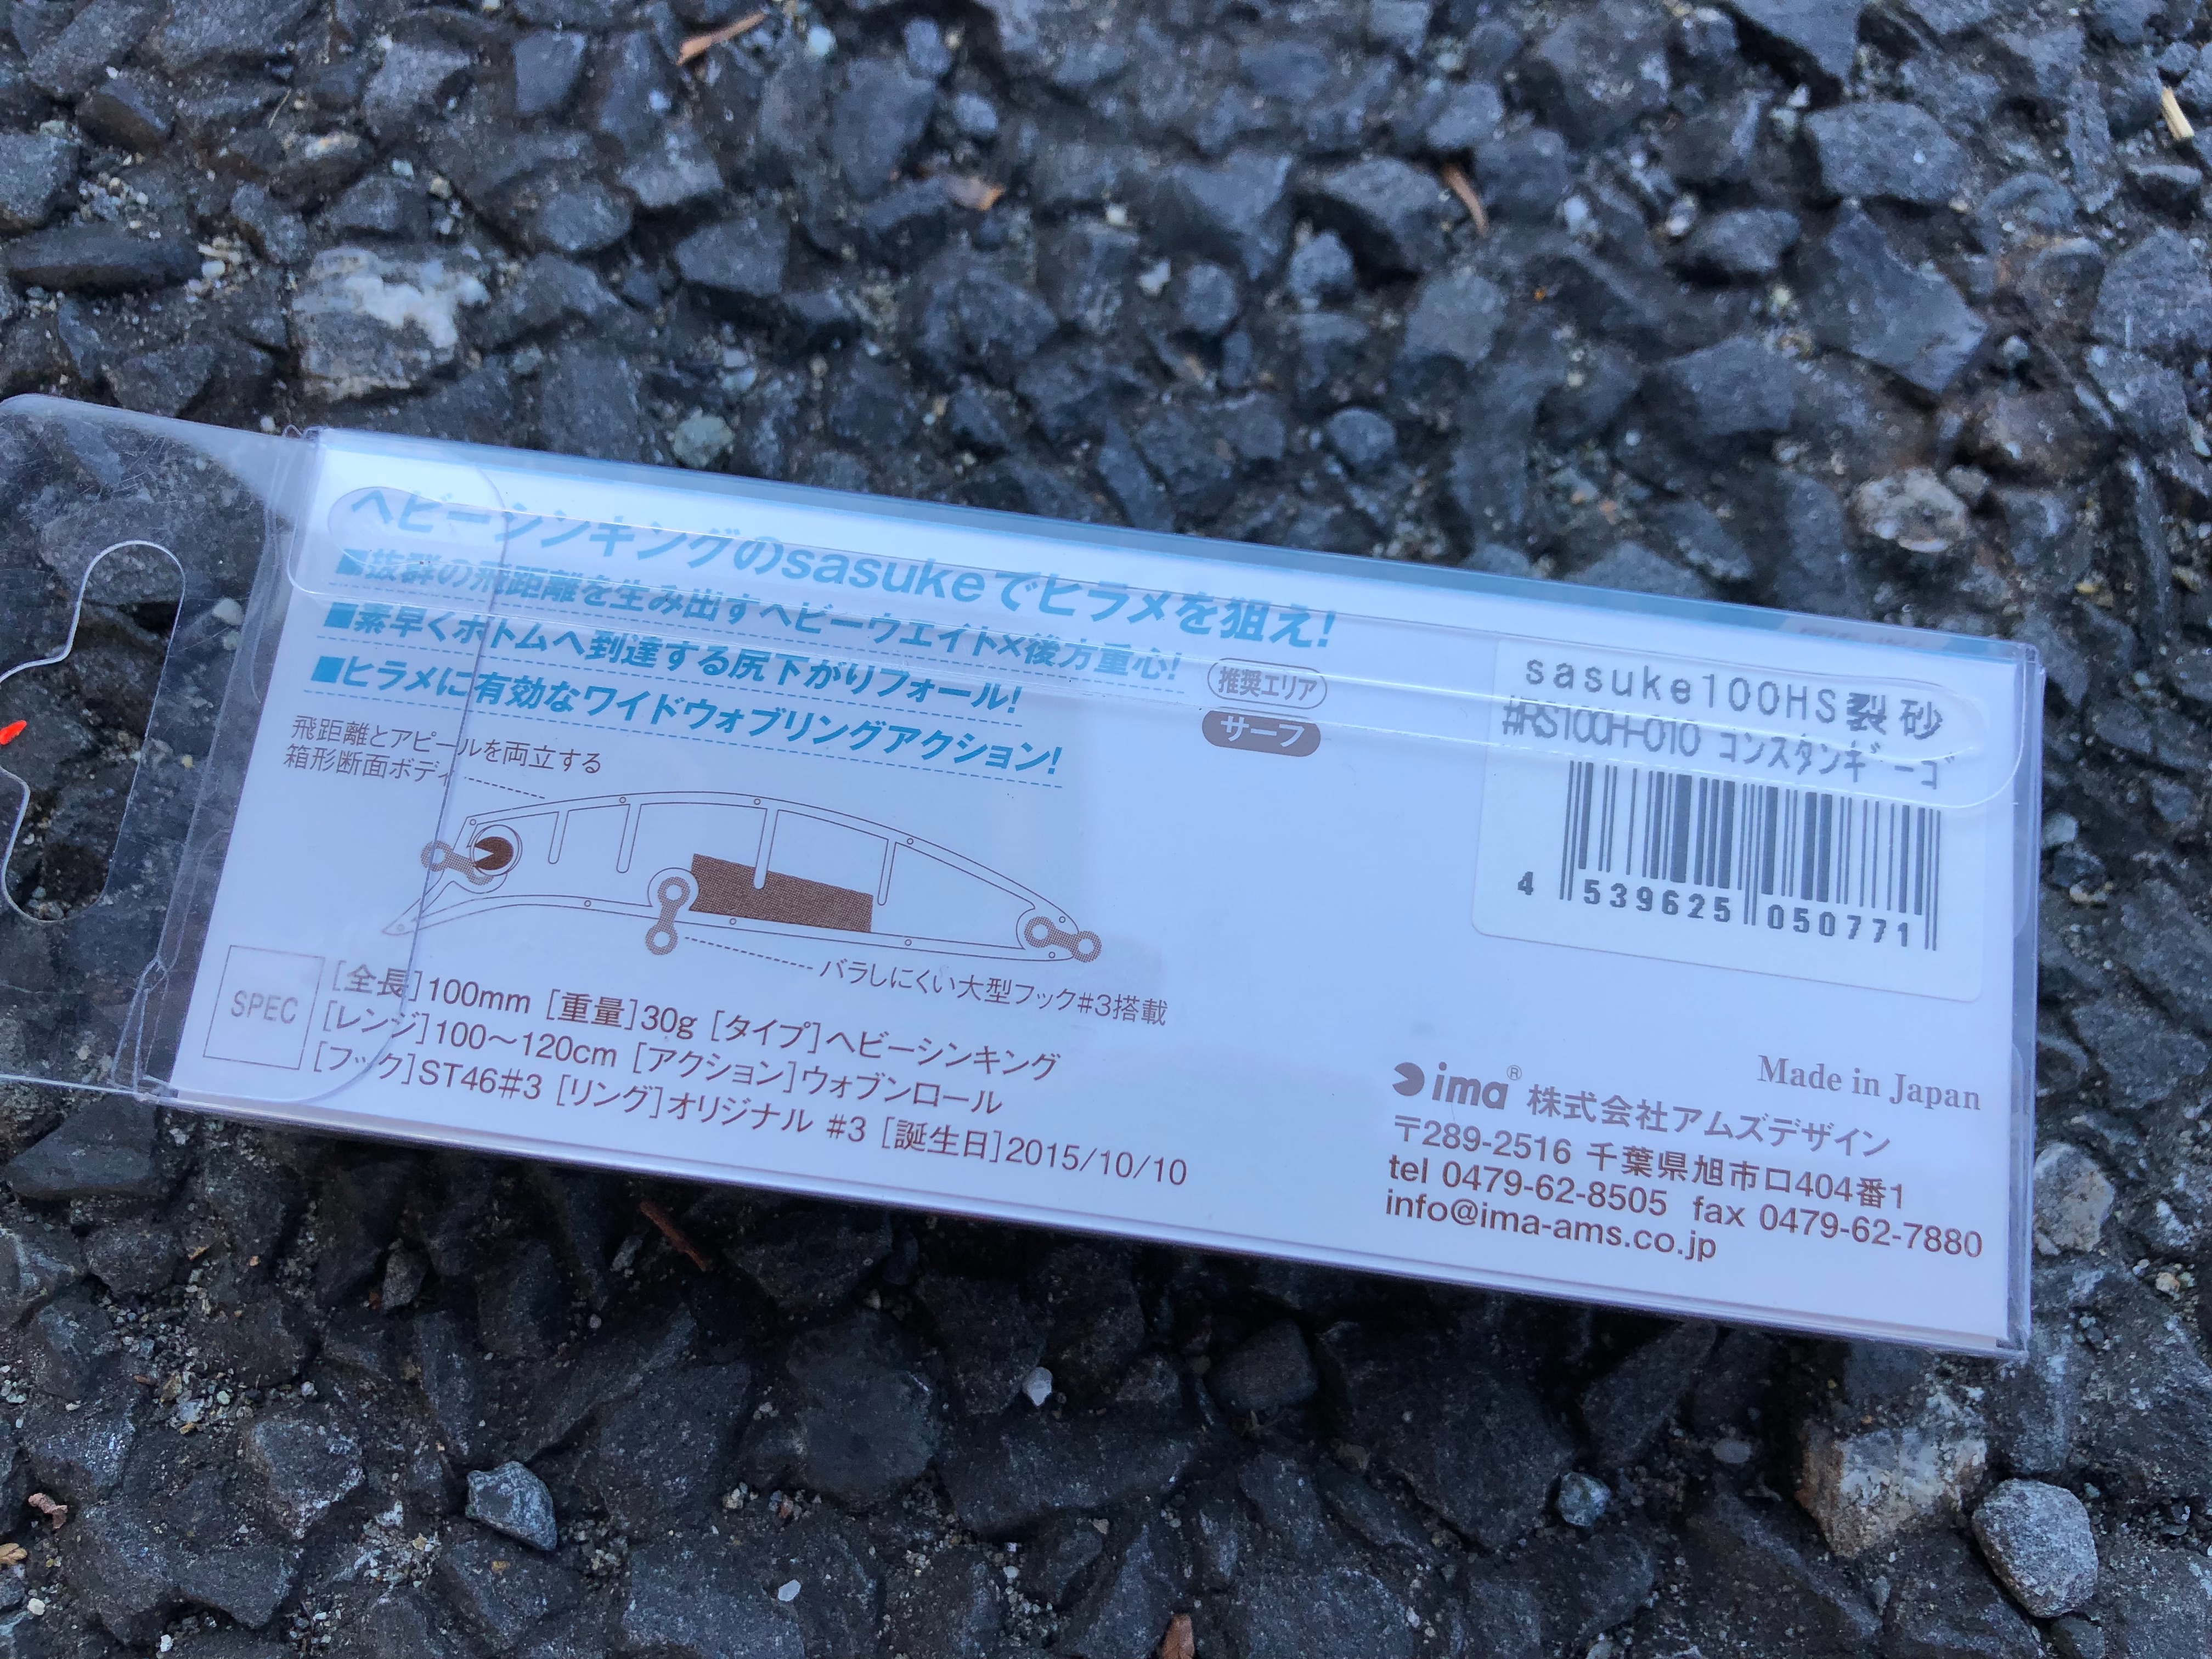 ヘビーシンキングのsasukeでヒラメを狙え!
■抜群の飛距離を生み出すヘビーウエイト×後方重心!
■素早くボトムへ到達する尻下がりフォール!
■ヒラメに有効なワイドウォブリングアクション!
推奨エリア
サーフ
飛距離とアピールを両立する
箱形断面ボディ
バラしにくい大型フック#3搭載
SPEC
[全長]100mm [重量]30g [タイプ]ヘビーシンキング
[レンジ]100〜120cm [アクション]ウォブンロール
[フック]ST46#3 [リング]オリジナル #3 [誕生日]2015/10/10
sasuke100HS裂砂
#RS100H-010 コンスタンギーゴ
4 539625 050771
Made in Japan
ima® 株式会社アムズデザイン
〒289-2516 千葉県旭市ロ404番1
tel 0479-62-8505 fax 0479-62-7880
info@ima-ams.co.jp